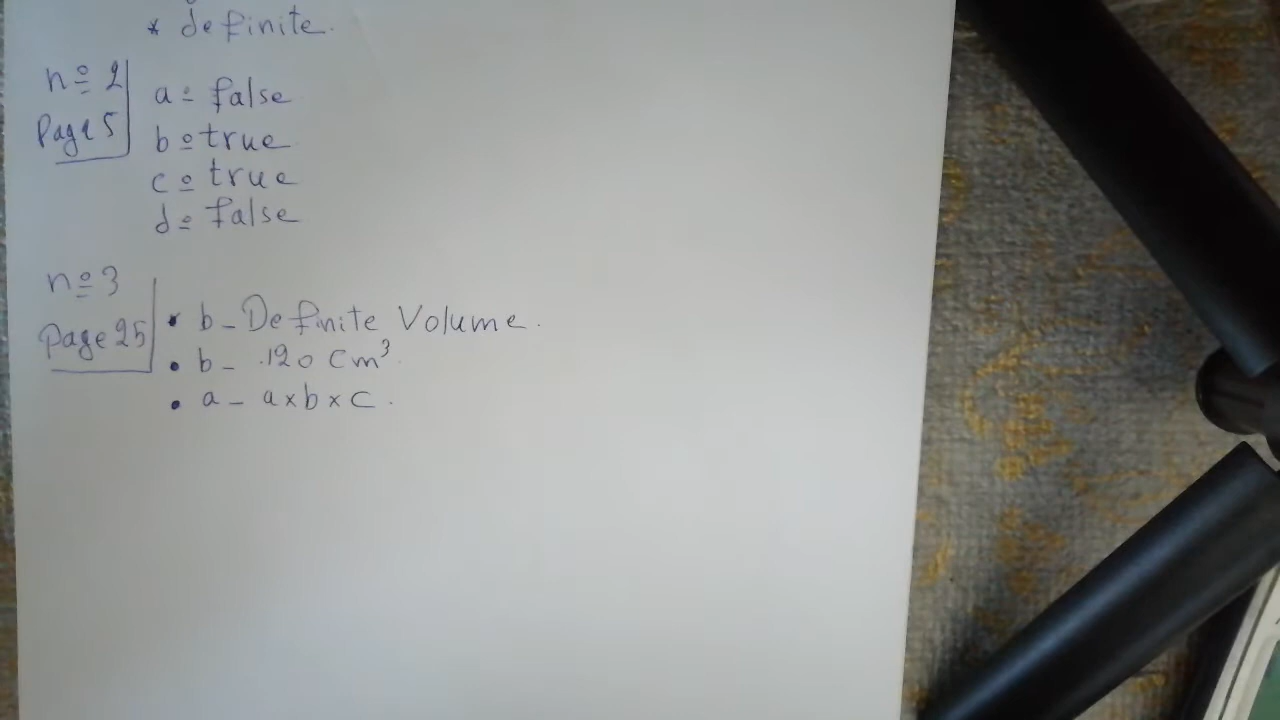 * definite.
n° 2
Page 5
a: false
b: true
c: true
d: false
n° 3
page 25
• b - Definite Volume.
• b - 120 cm³.
• a - a x b x c.